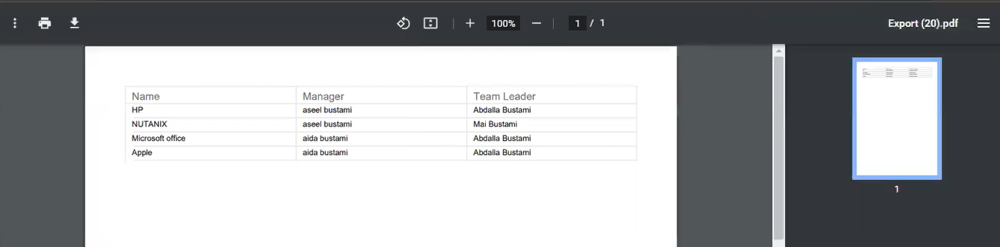 100% 1 / 1 Export (20).pdf
Name Manager Team Leader
HP aseel bustami Abdalla Bustami
NUTANIX aseel bustami Mai Bustami
Microsoft office aida bustami Abdalla Bustami
Apple aida bustami Abdalla Bustami
1